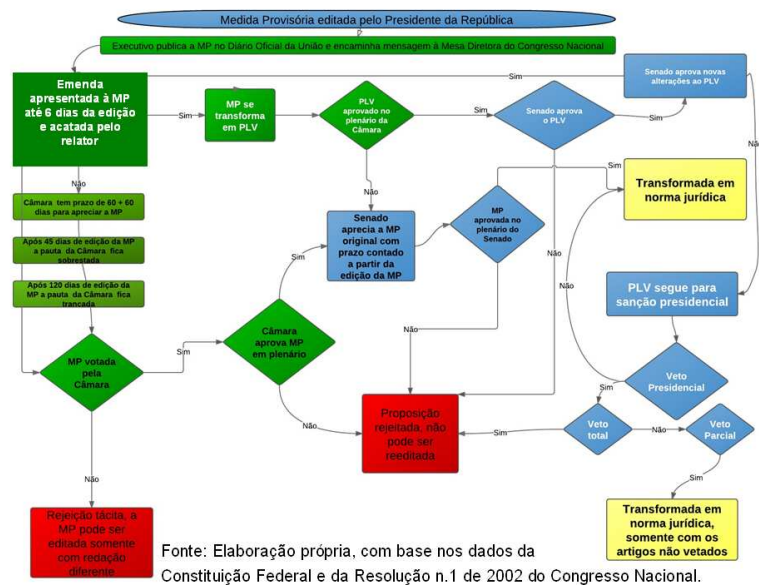 Medida Provisória editada pelo Presidente da República
Executivo publica a MP no Diário Oficial da União e encaminha mensagem à Mesa Diretora do Congresso Nacional
Emenda
apresentada à MP
até 6 dias da edição
e acatada pelo
relator
Sim
MP se
transforma
em PLV
PLV
aprovado no
plenário da
Câmara
Sim
Senado aprova
o PLV
Sim
Sim
Senado aprova novas
alterações ao PLV
Não
Não
Câmara tem prazo de 60 + 60
dias para apreciar a MP
Após 45 dias de edição da MP
a pauta da Câmara fica
sobrestada
Após 120 dias de edição da
MP a pauta da Câmara fica
trancada
MP votada
pela
Câmara
Sim
Câmara
aprova MP
em plenário
Sim
Não
Senado
aprecia a MP
original com
prazo contado
a partir da
edição da MP
MP
aprovada no
plenário do
Senado
Sim
Transformada em
norma jurídica
Não
Não
Não
PLV segue para
sanção presidencial
Veto
Presidencial
Sim
Veto
total
Não
Veto
Parcial
Sim
Sim
Não
Proposição
rejeitada, não
pode ser
reeditada
Não
Rejeição tácita, a
MP pode ser
editada somente
com redação
diferente
Transformada em
norma jurídica,
somente com os
artigos não vetados
Fonte: Elaboração própria, com base nos dados da
Constituição Federal e da Resolução n.1 de 2002 do Congresso Nacional.